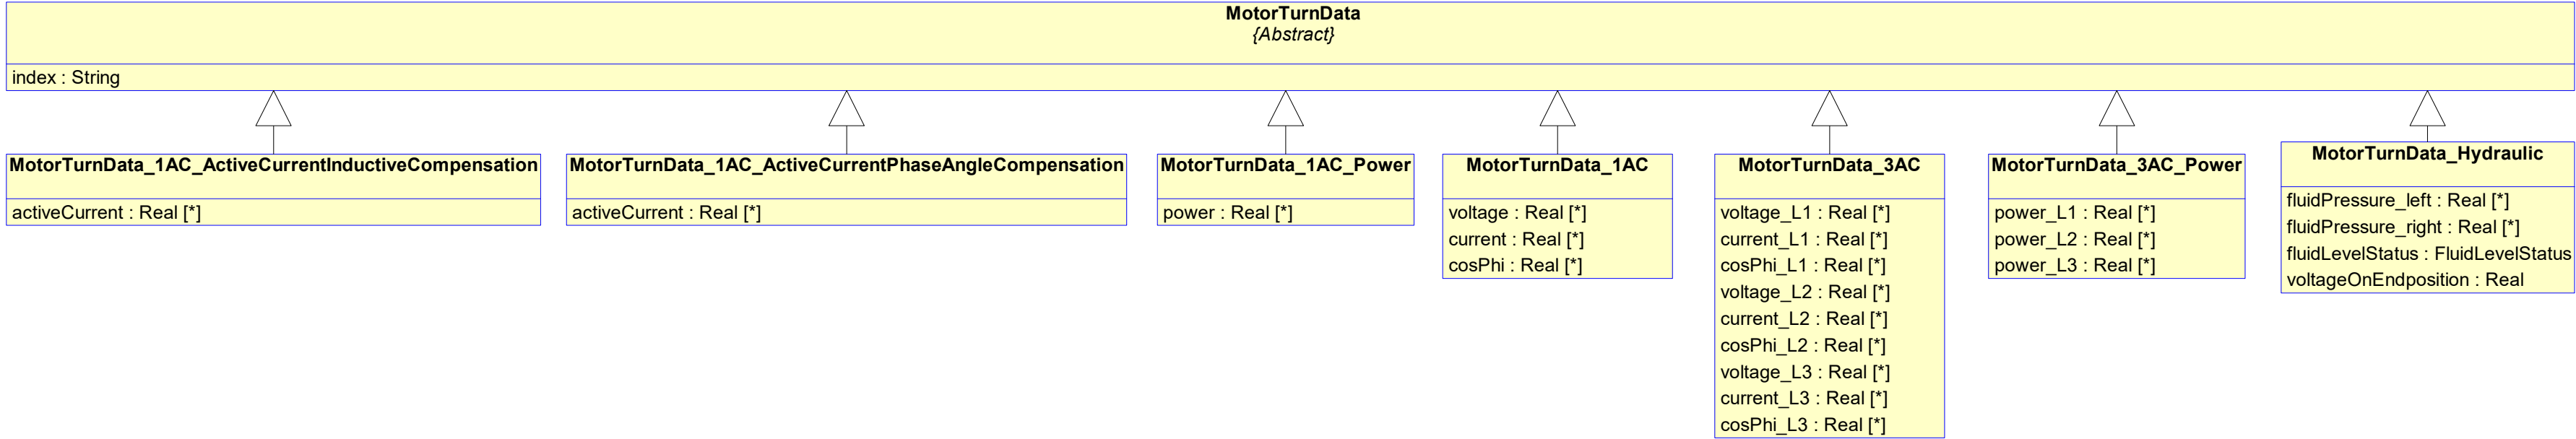 MotorTurnData
{Abstract}
index : String
MotorTurnData_1AC_ActiveCurrentInductiveCompensation
activeCurrent : Real [*]
MotorTurnData_1AC_ActiveCurrentPhaseAngleCompensation
activeCurrent : Real [*]
MotorTurnData_1AC_Power
power : Real [*]
MotorTurnData_1AC
voltage : Real [*]
current : Real [*]
cosPhi : Real [*]
MotorTurnData_3AC
voltage_L1 : Real [*]
current_L1 : Real [*]
cosPhi_L1 : Real [*]
voltage_L2 : Real [*]
current_L2 : Real [*]
cosPhi_L2 : Real [*]
voltage_L3 : Real [*]
current_L3 : Real [*]
cosPhi_L3 : Real [*]
MotorTurnData_3AC_Power
power_L1 : Real [*]
power_L2 : Real [*]
power_L3 : Real [*]
MotorTurnData_Hydraulic
fluidPressure_left : Real [*]
fluidPressure_right : Real [*]
fluidLevelStatus : FluidLevelStatus
voltageOnEndposition : Real